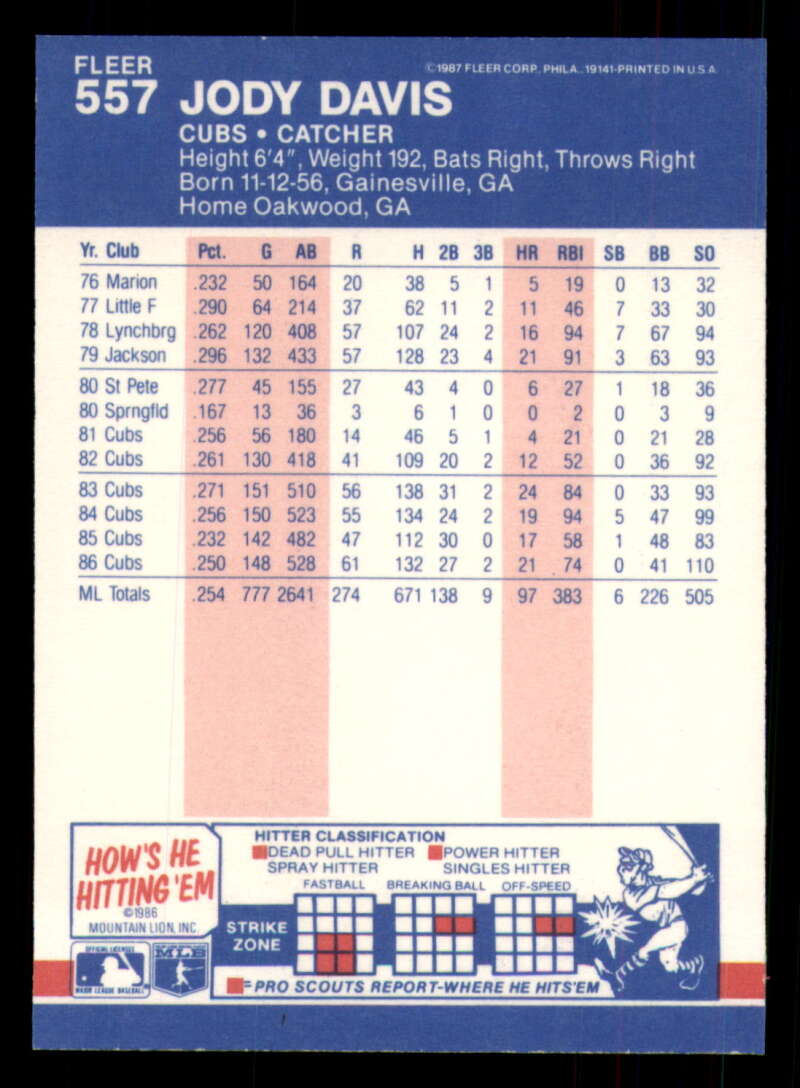 FLEER
©1987 FLEER CORP., PHILA., 19141-PRINTED IN U.S.A.
557 JODY DAVIS
CUBS • CATCHER
Height 6'4", Weight 192, Bats Right, Throws Right
Born 11-12-56, Gainesville, GA
Home Oakwood, GA
Yr. Club Pct. G AB R H 2B 3B HR RBI SB BB SO
76 Marion .232 50 164 20 38 5 1 5 19 0 13 32
77 Little F .290 64 214 37 62 11 2 11 46 7 33 30
78 Lynchbrg .262 120 408 57 107 24 2 16 94 7 67 94
79 Jackson .296 132 433 57 128 23 4 21 91 3 63 93
80 St Pete .277 45 155 27 43 4 0 6 27 1 18 36
80 Sprngfld .167 13 36 3 6 1 0 0 2 0 3 9
81 Cubs .256 56 180 14 46 5 1 4 21 0 21 28
82 Cubs .261 130 418 41 109 20 2 12 52 0 36 92
83 Cubs .271 151 510 56 138 31 2 24 84 0 33 93
84 Cubs .256 150 523 55 134 24 2 19 94 5 47 99
85 Cubs .232 142 482 47 112 30 0 17 58 1 48 83
86 Cubs .250 148 528 61 132 27 2 21 74 0 41 110
ML Totals .254 777 2641 274 671 138 9 97 383 6 226 505
HOW'S HE
HITTING 'EM
©1986
MOUNTAIN LION, INC.
OFFICIAL LICENSEE
MAJOR LEAGUE BASEBALL
MLB
HITTER CLASSIFICATION
DEAD PULL HITTER POWER HITTER
SPRAY HITTER SINGLES HITTER
FASTBALL BREAKING BALL OFF-SPEED
STRIKE
ZONE
=PRO SCOUTS REPORT-WHERE HE HITS'EM